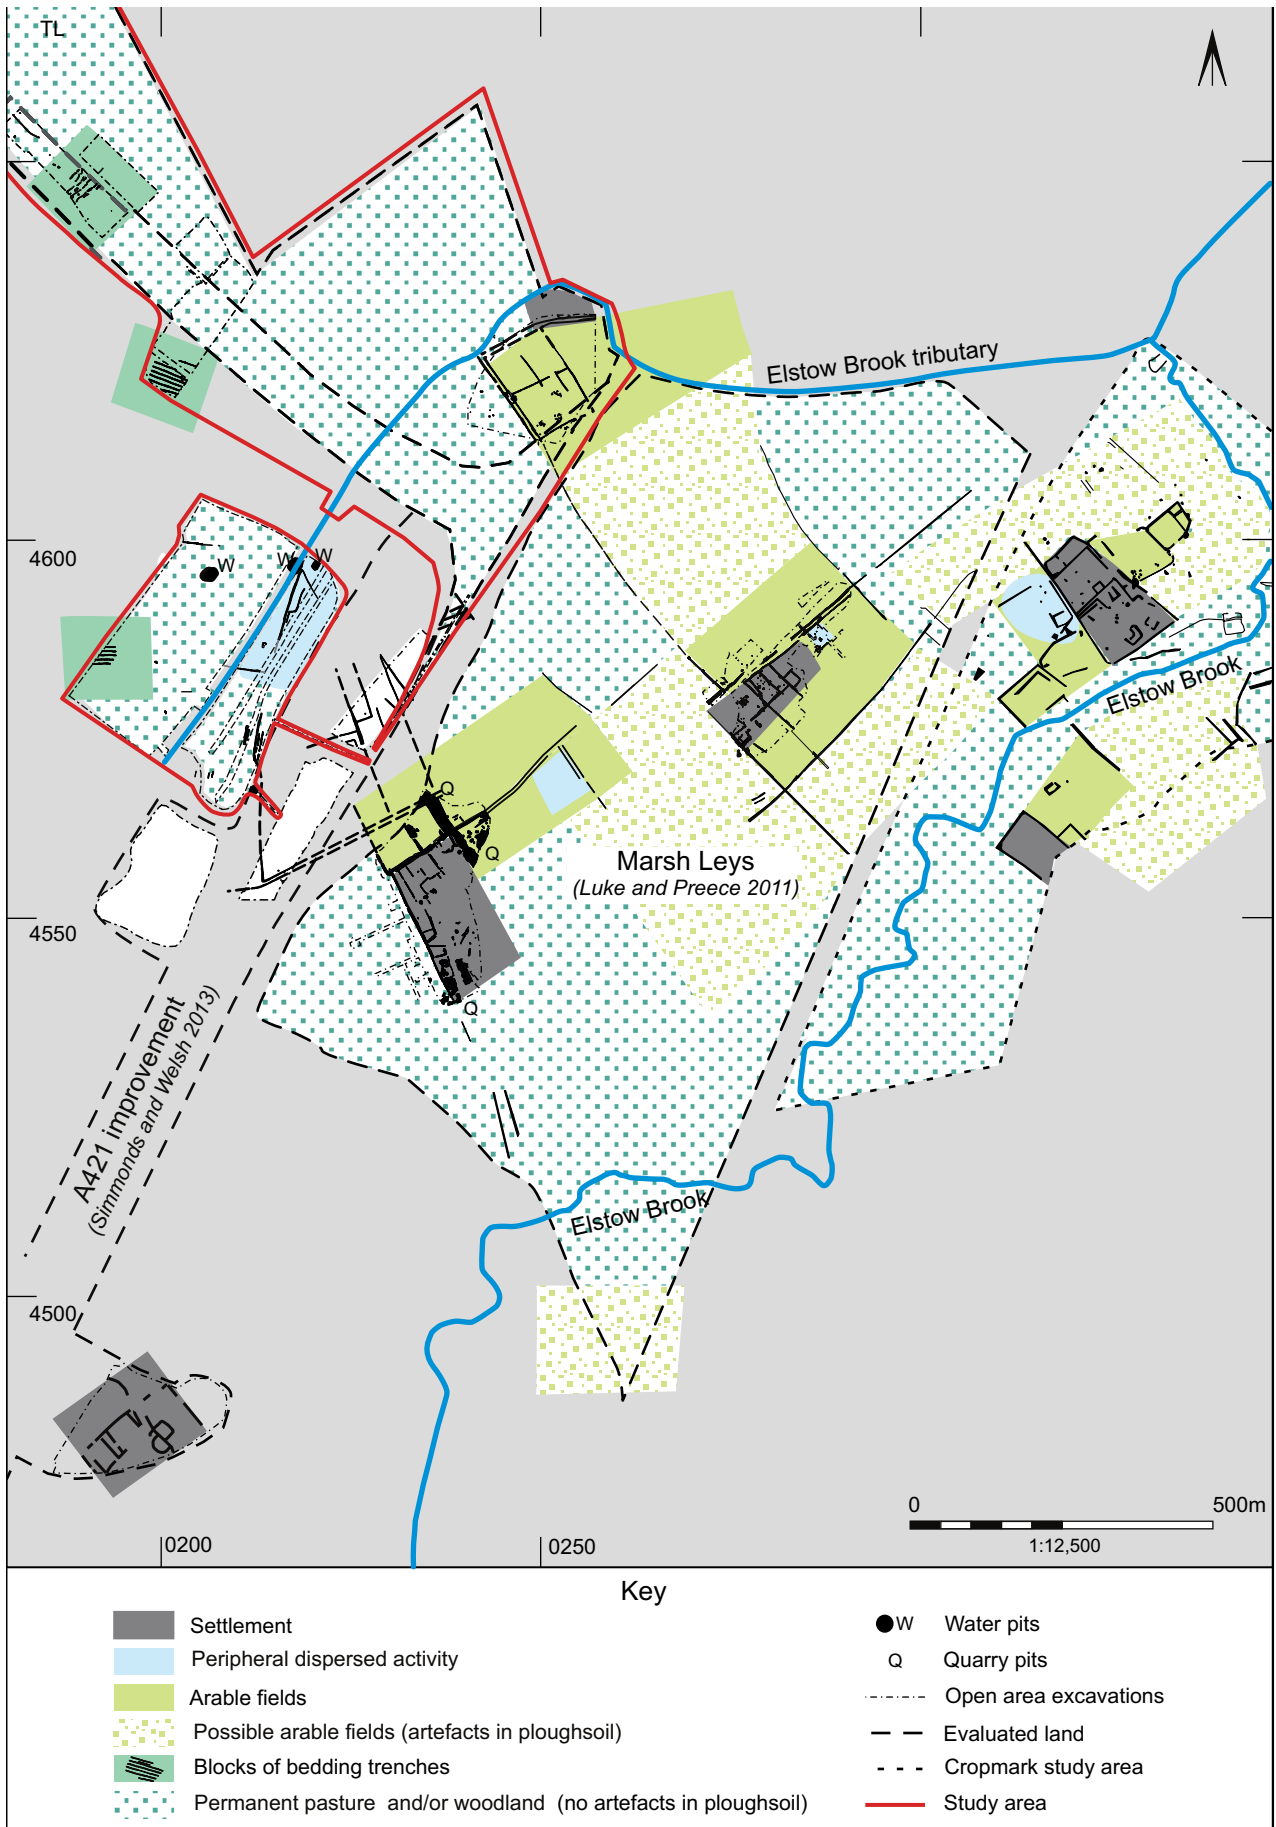 TL
Elstow Brook tributary
4600
W
W
W
Elstow Brook
Q
Q
Marsh Leys
(Luke and Preece 2011)
4550
Q
A421 improvement
(Simmonds and Welsh 2013)
Elstow Brook
4500
0
500m
1:12,500
0200
0250
Key
Settlement
Peripheral dispersed activity
Arable fields
Possible arable fields (artefacts in ploughsoil)
Blocks of bedding trenches
Permanent pasture and/or woodland (no artefacts in ploughsoil)
W
Water pits
Q
Quarry pits
Open area excavations
Evaluated land
Cropmark study area
Study area